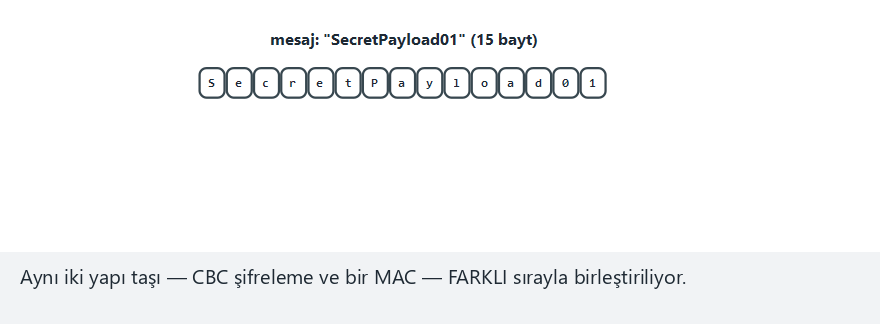 mesaj: "SecretPayload01" (15 bayt)
S e c r e t P a y l o a d 0 1
Aynı iki yapı taşı — CBC şifreleme ve bir MAC — FARKLI sırayla birleştiriliyor.